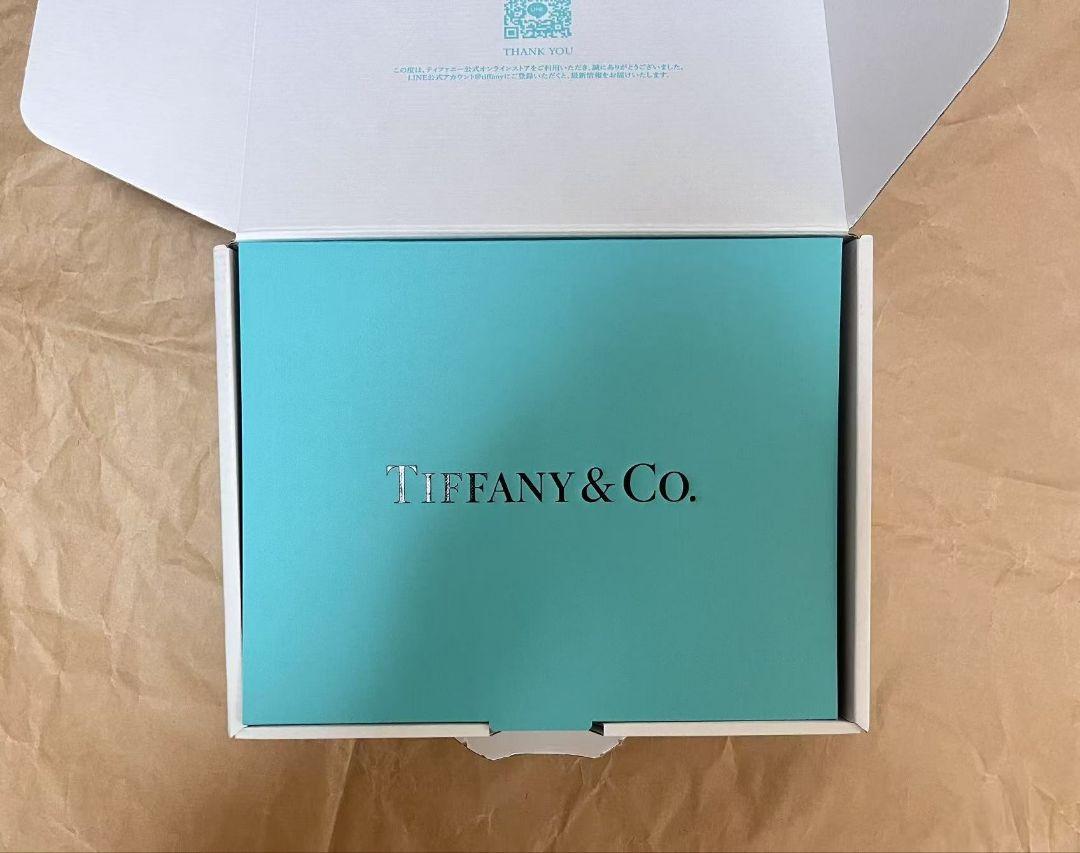 LINE
THANK YOU
この度は、ティファニー公式オンラインストアをご利用いただき、誠にありがとうございました。
LINE公式アカウント@tiffanyにご登録いただくと、最新情報をお届けいたします。
TIFFANY & CO.